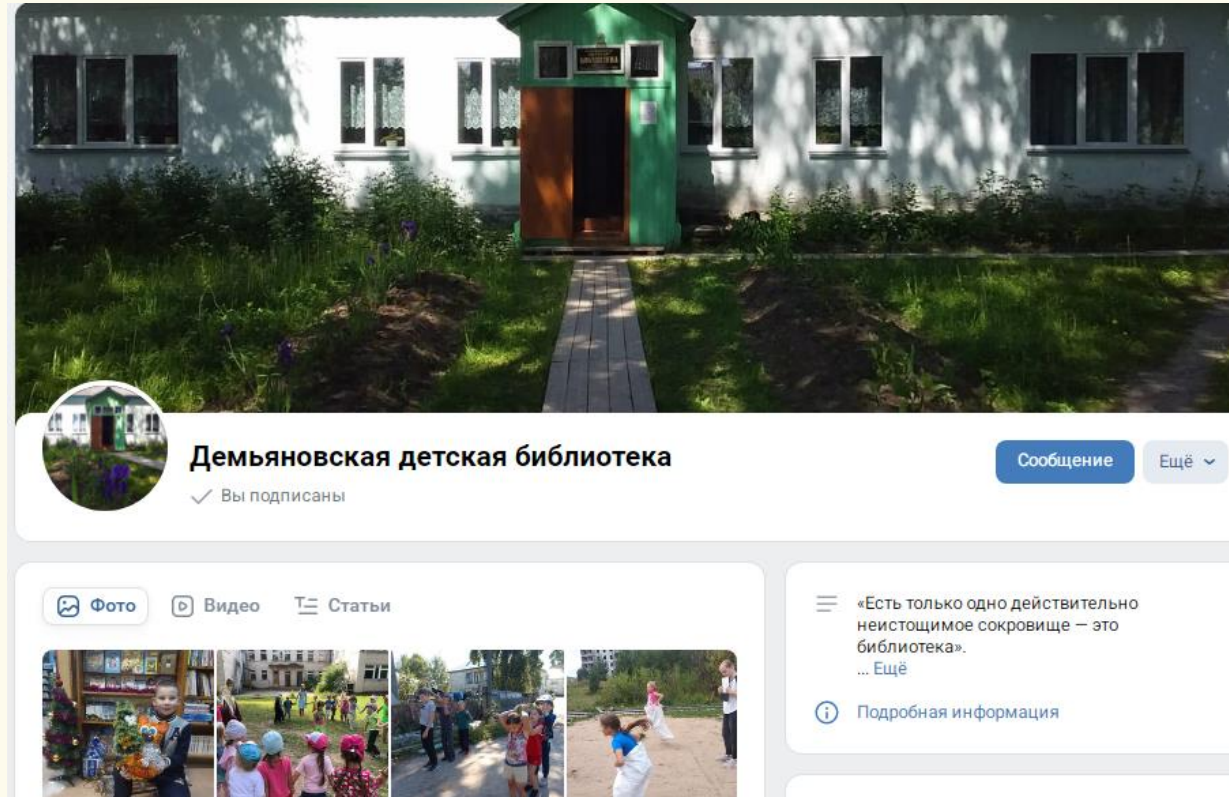 БИБЛИОТЕКА
Демьяновская детская библиотека
Вы подписаны
Сообщение
Ещё
Фото
Видео
Статьи
«Есть только одно действительно
неистощимое сокровище — это
библиотека».
... Ещё
Подробная информация